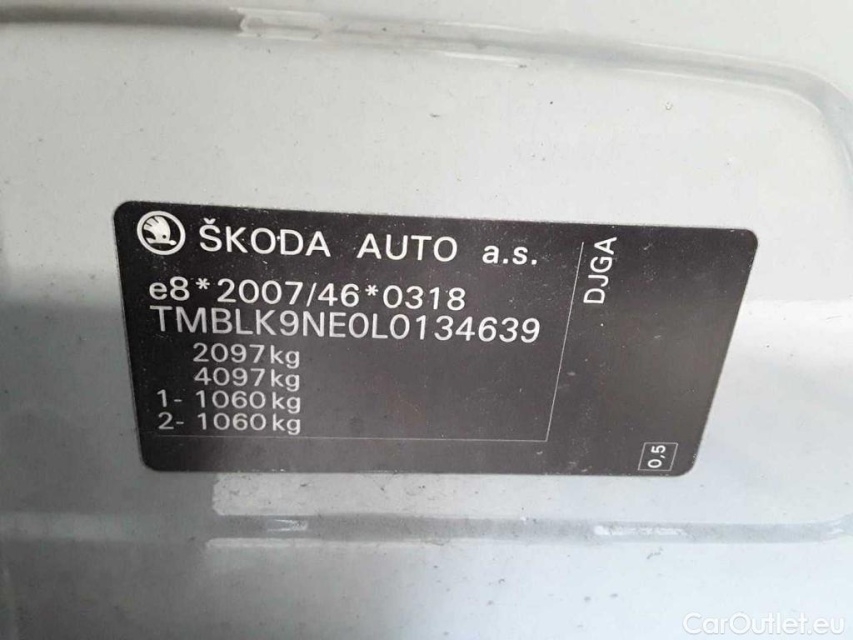 ŠKODA AUTO a.s.
e8*2007/46*0318
TMBLK9NE0L0134639
2097kg
4097kg
1- 1060kg
2- 1060kg
DJGA
0,5
CarOutlet.eu